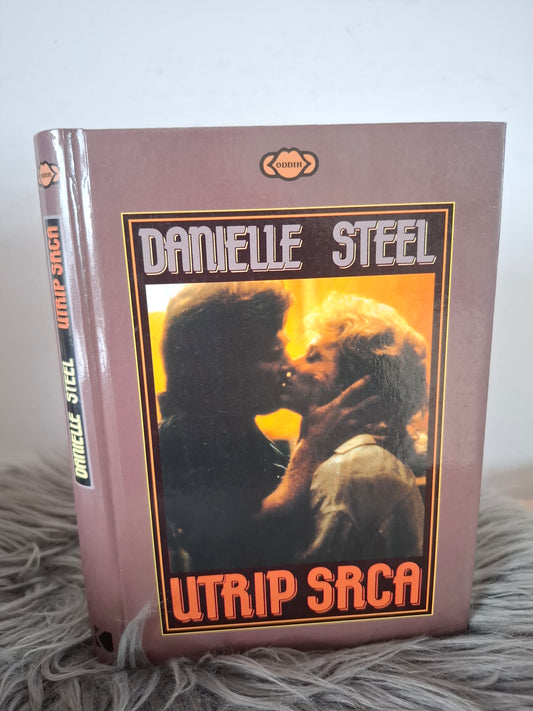 ODDIH
DANIELLE STEEL
UTRIP SRCA
ODDIH
DANIELLE STEEL UTRIP SRCA